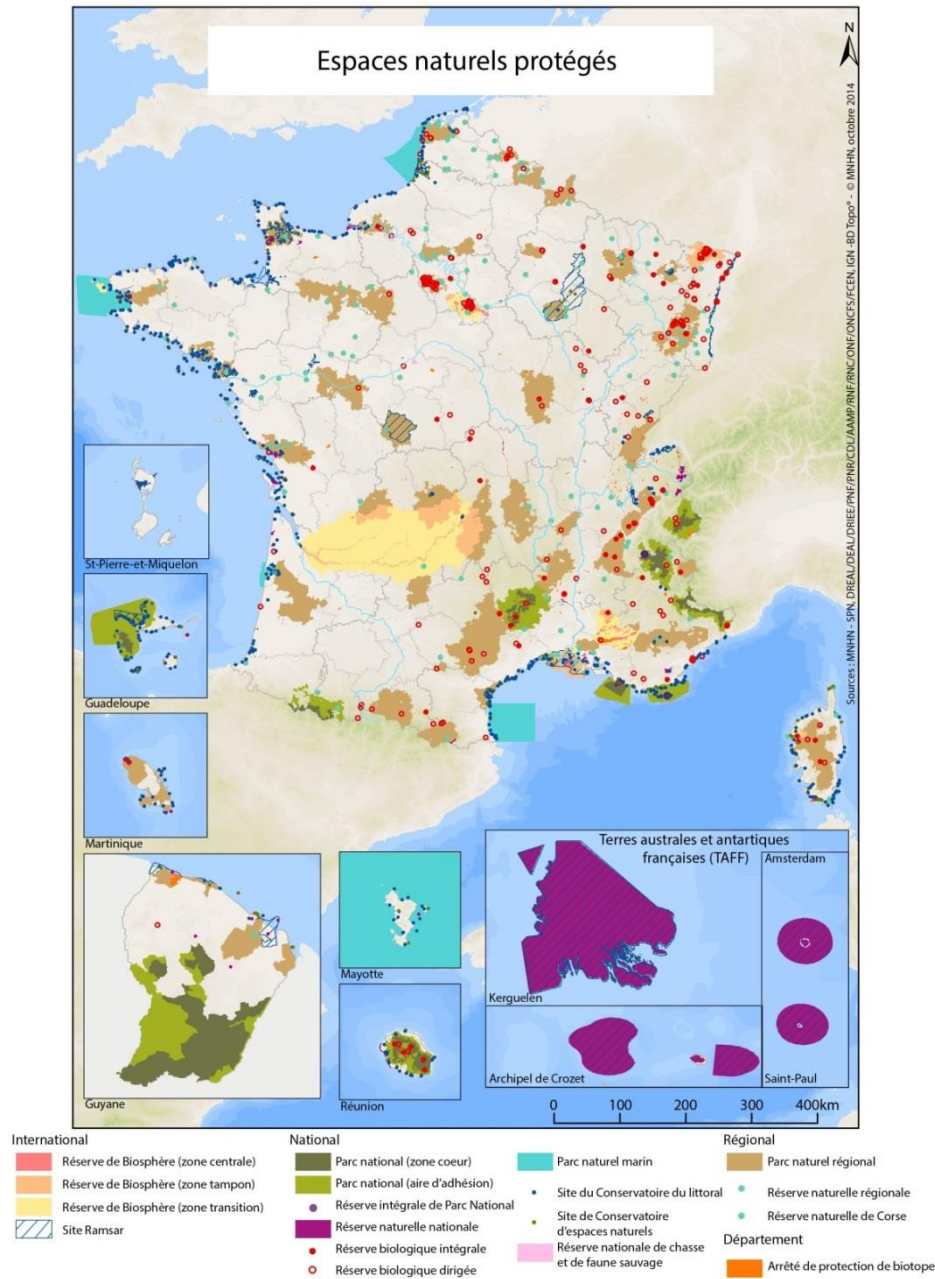 Espaces naturels protégés
N
Sources : MNHN - SPN, DREAL/DEAL/DRIEE/PNF/PNR/CDL/AAMP/RNF/RNC/ONF/ONCFS/FCEN, IGN -BD Topo® - © MNHN, octobre 2014
St-Pierre-et-Miquelon
Guadeloupe
Martinique
Guyane
Mayotte
Réunion
Terres australes et antartiques
françaises (TAFF)
Amsterdam
Kerguelen
Archipel de Crozet
Saint-Paul
0 100 200 300 400km
International
Réserve de Biosphère (zone centrale)
Réserve de Biosphère (zone tampon)
Réserve de Biosphère (zone transition)
Site Ramsar
National
Parc national (zone coeur)
Parc national (aire d'adhésion)
Réserve intégrale de Parc National
Réserve naturelle nationale
Réserve biologique intégrale
Réserve biologique dirigée
Parc naturel marin
Site du Conservatoire du littoral
Site de Conservatoire
d'espaces naturels
Réserve nationale de chasse
et de faune sauvage
Régional
Parc naturel régional
Réserve naturelle régionale
Réserve naturelle de Corse
Département
Arrêté de protection de biotope